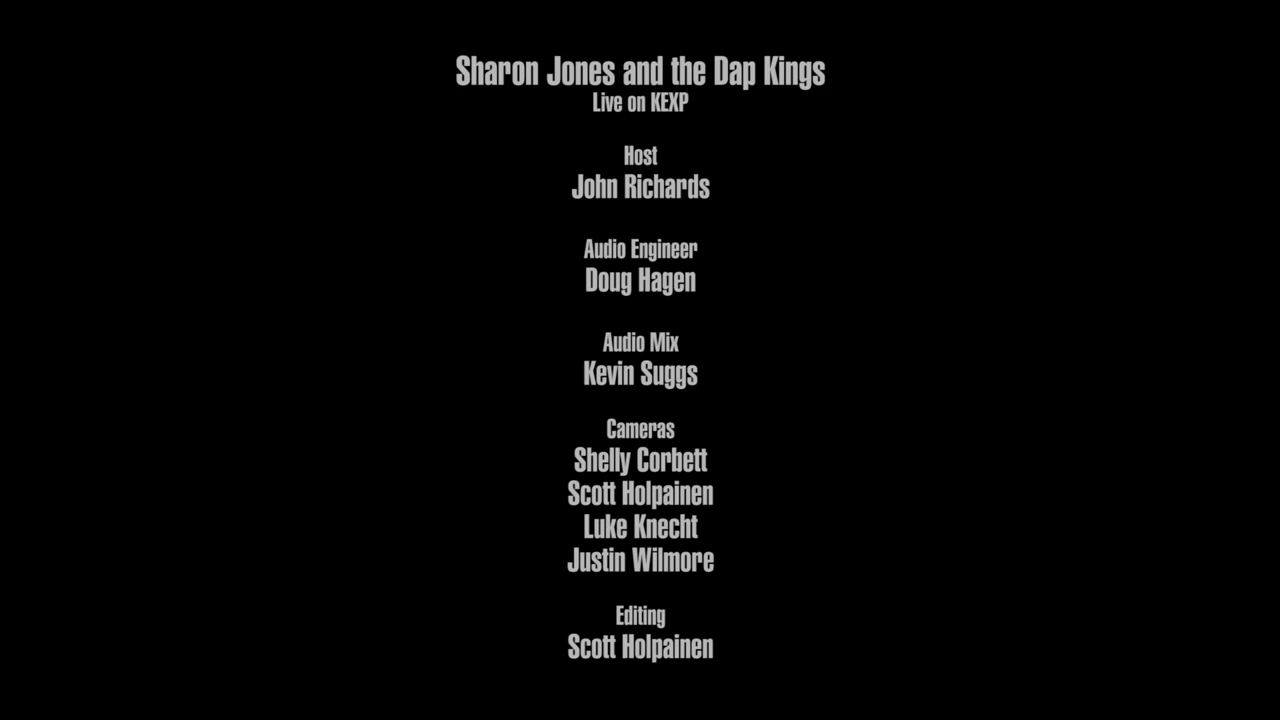 Sharon Jones and the Dap Kings
Live on KEXP
Host
John Richards
Audio Engineer
Doug Hagen
Audio Mix
Kevin Suggs
Cameras
Shelly Corbett
Scott Holpainen
Luke Knecht
Justin Wilmore
Editing
Scott Holpainen